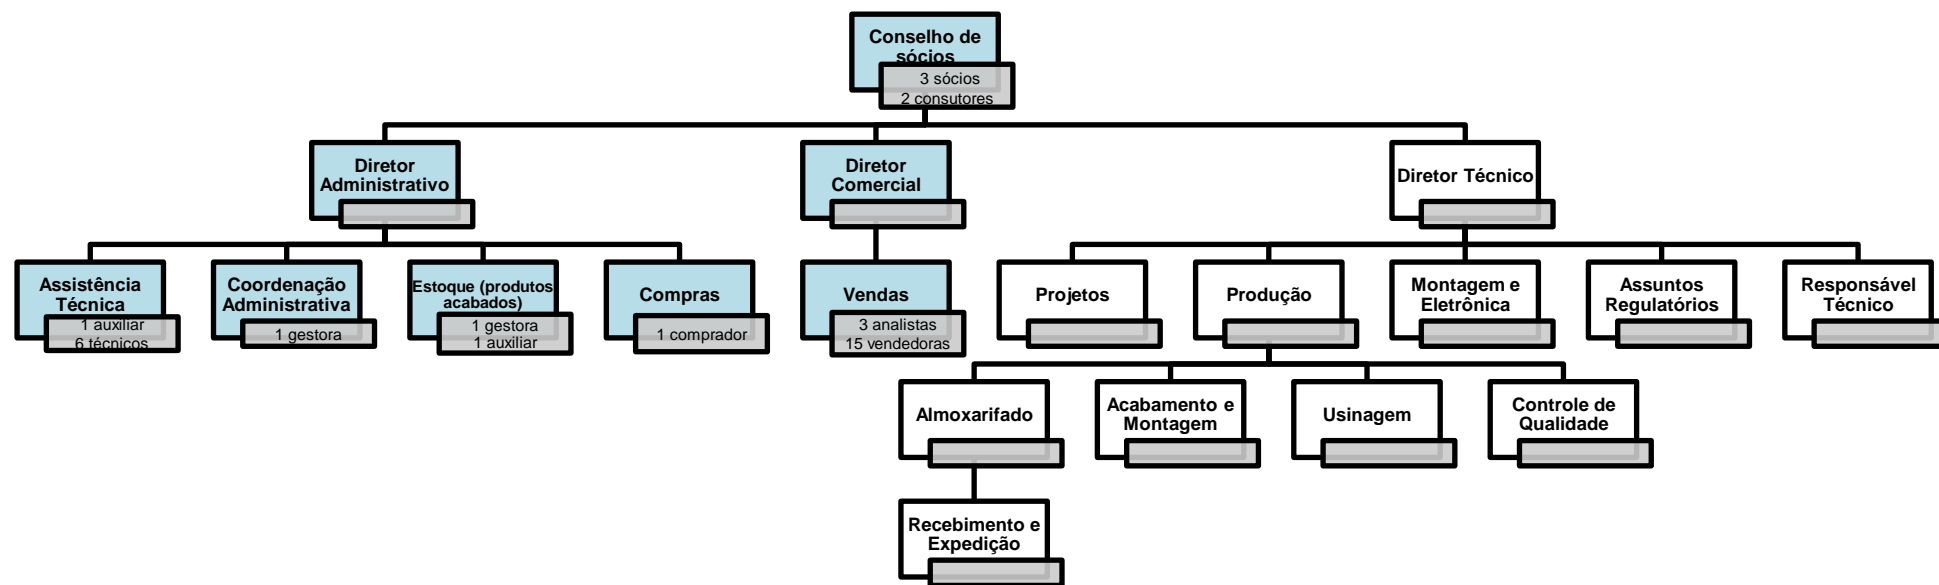 Conselho de
sócios
3 sócios
2 consutores
Diretor
Administrativo
Diretor
Comercial
Diretor Técnico
Assistência
Técnica
1 auxiliar
6 técnicos
Coordenação
Administrativa
1 gestora
Estoque (produtos
acabados)
1 gestora
1 auxiliar
Compras
1 comprador
Vendas
3 analistas
15 vendedoras
Projetos
Produção
Montagem e
Eletrônica
Assuntos
Regulatórios
Responsável
Técnico
Almoxarifado
Acabamento e
Montagem
Usinagem
Controle de
Qualidade
Recebimento e
Expedição